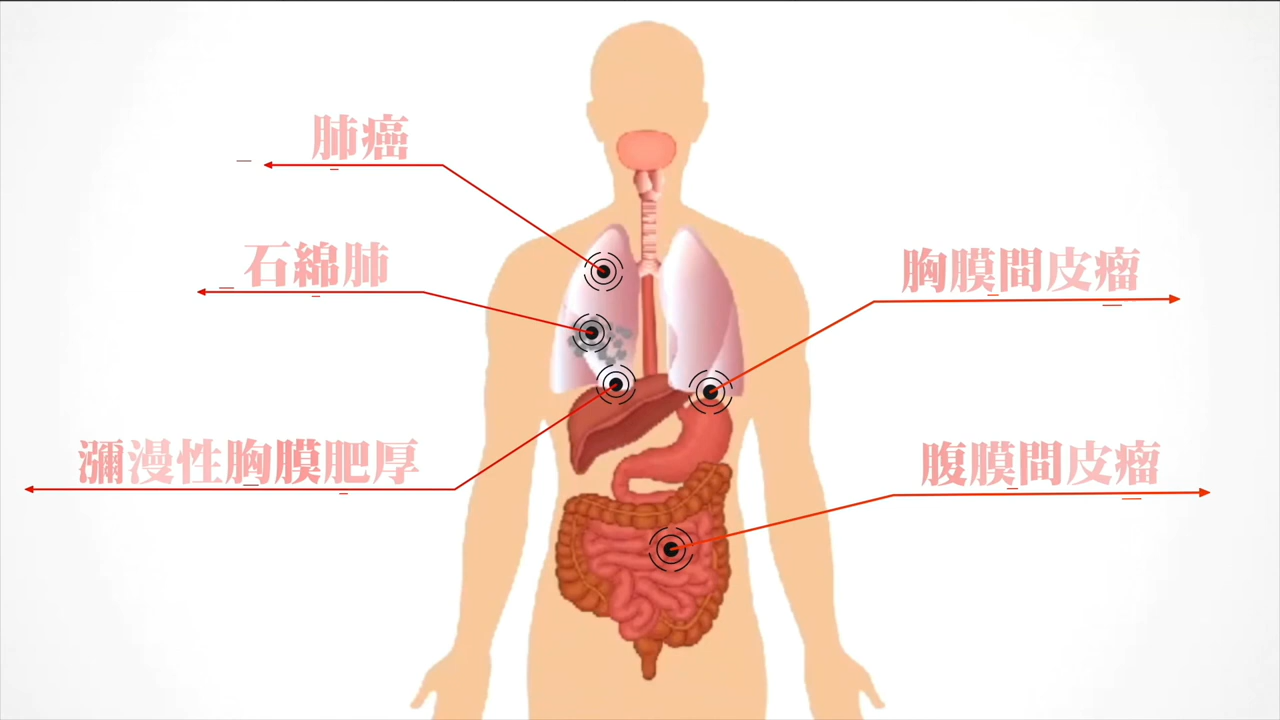 肺癌
石綿肺
瀰漫性胸膜肥厚
胸膜間皮瘤
腹膜間皮瘤